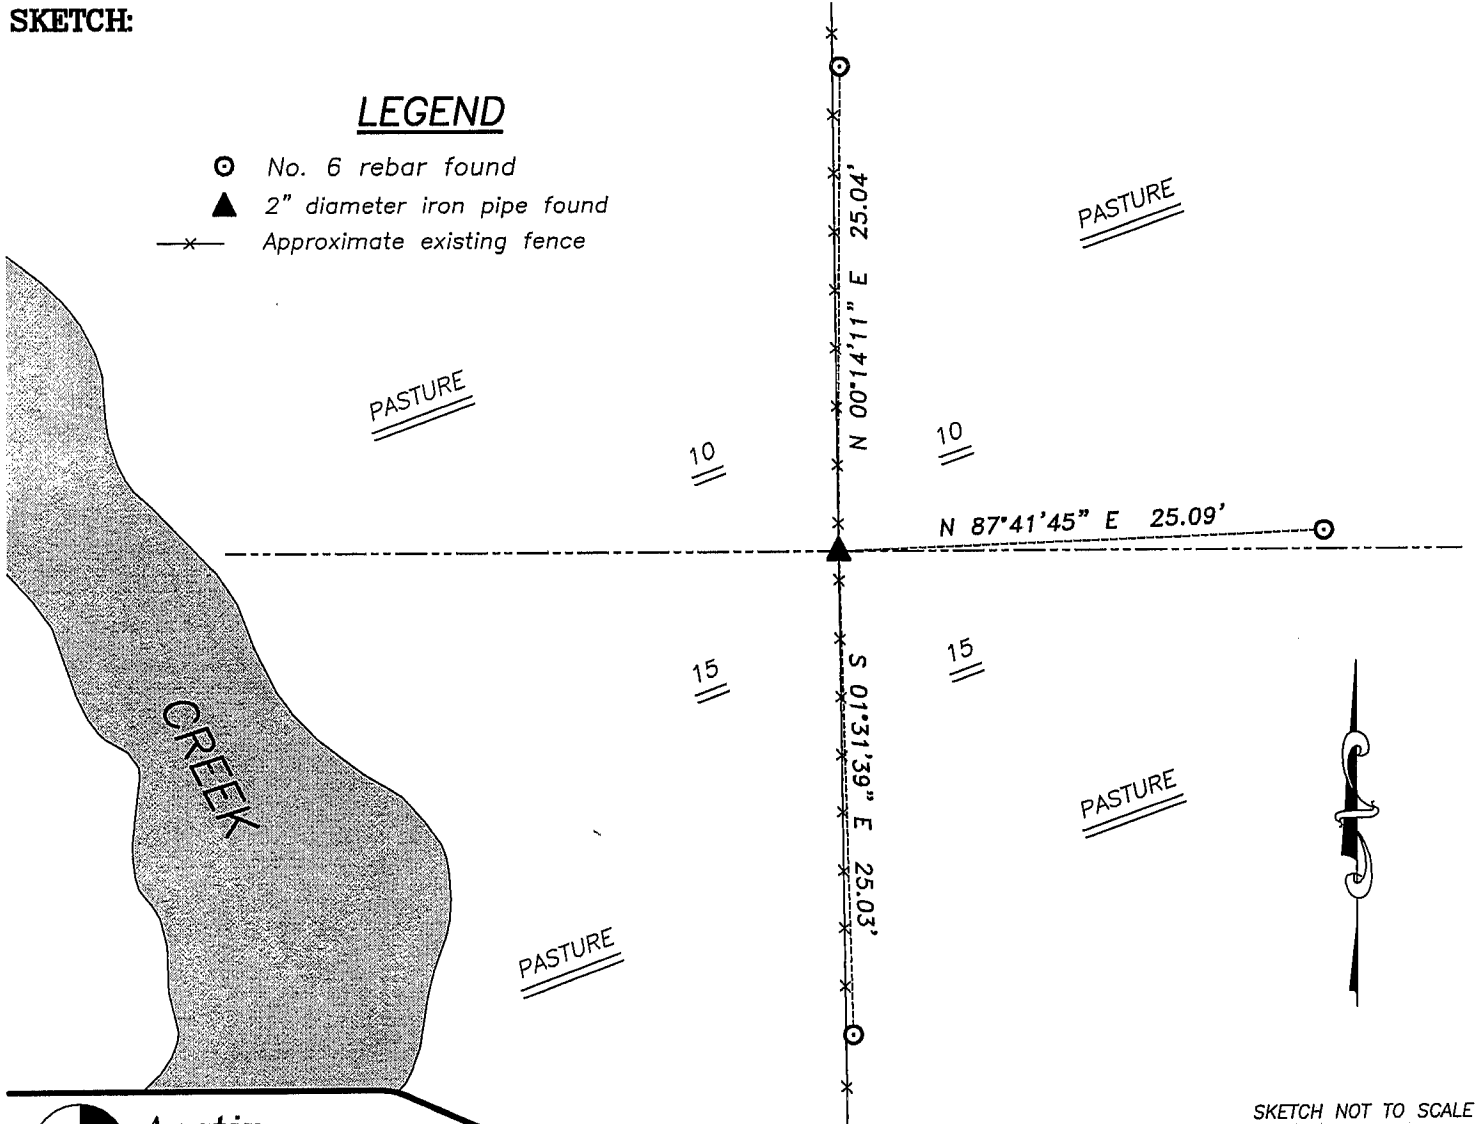 SKETCH:
LEGEND
No. 6 rebar found
2" diameter iron pipe found
Approximate existing fence
N 00°14'11" E 25.04'
PASTURE
PASTURE
10
10
N 87°41'45" E 25.09'
15
15
S 01°31'39" E 25.03'
CREEK
PASTURE
PASTURE
SKETCH NOT TO SCALE